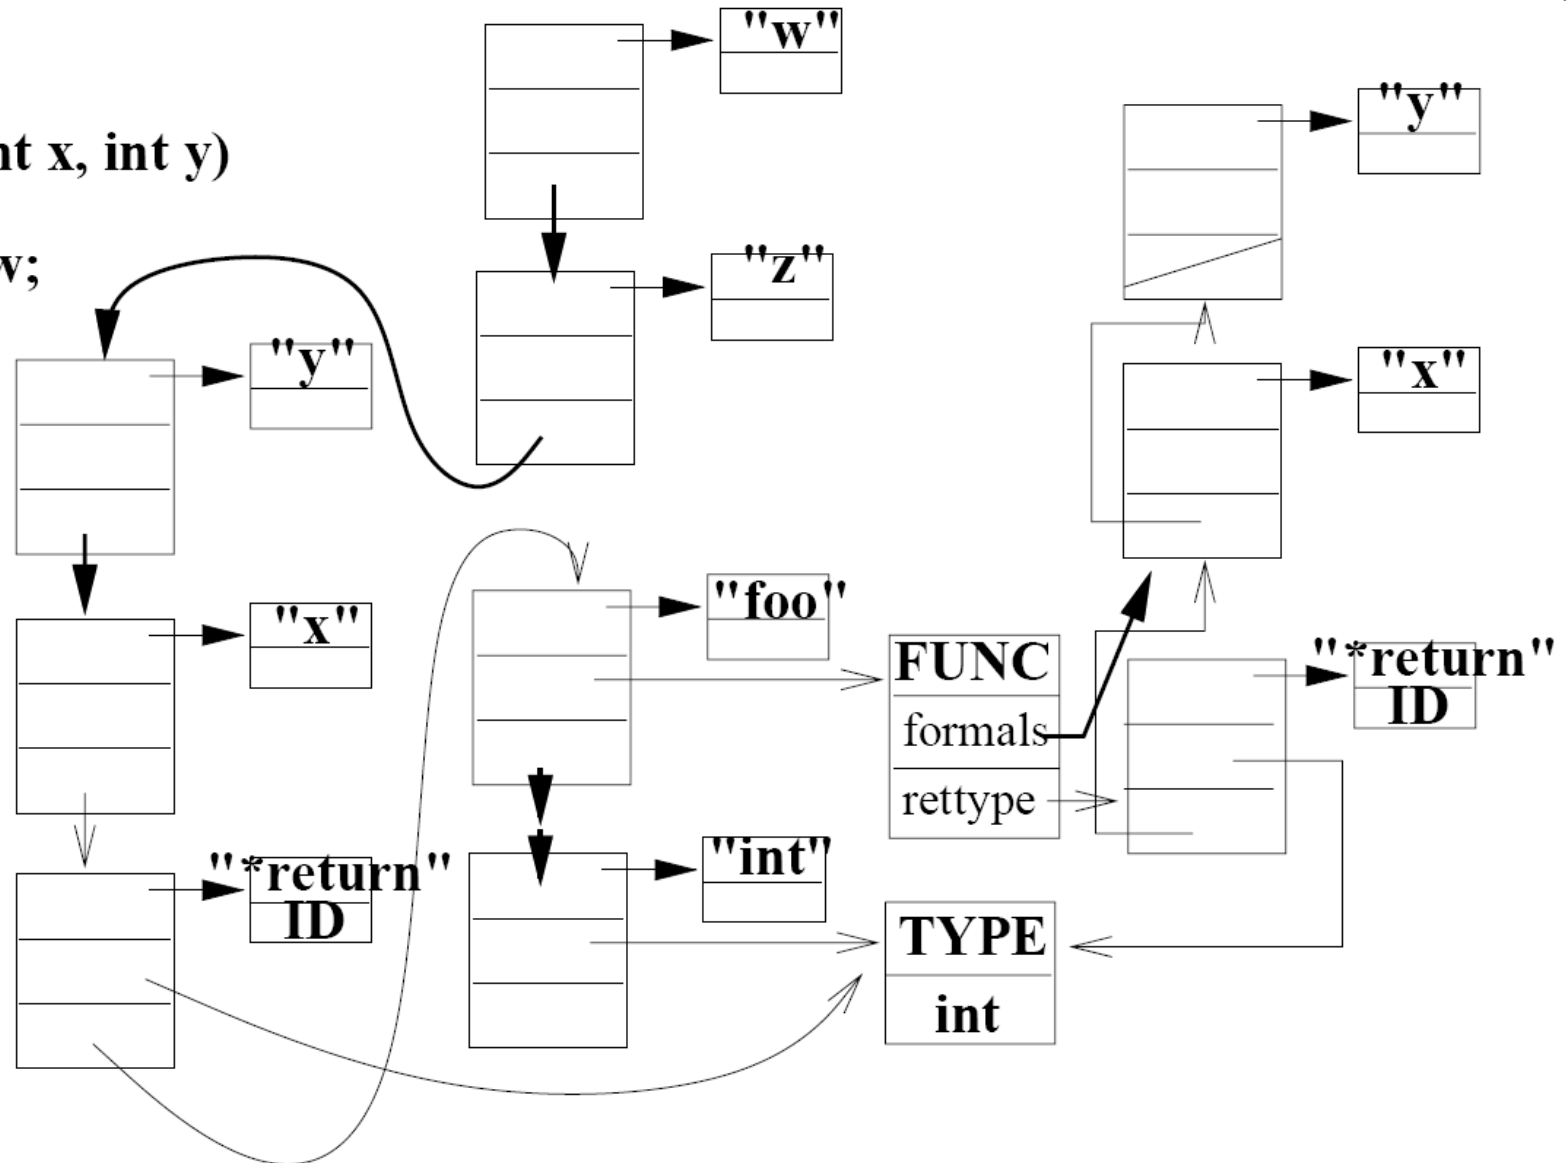 "w"
"y"
nt x, int y)
"z"
w;
"y"
"x"
"foo"
"x"
FUNC
formals
rettype
"*return"
ID
"int"
"*return"
ID
TYPE
int